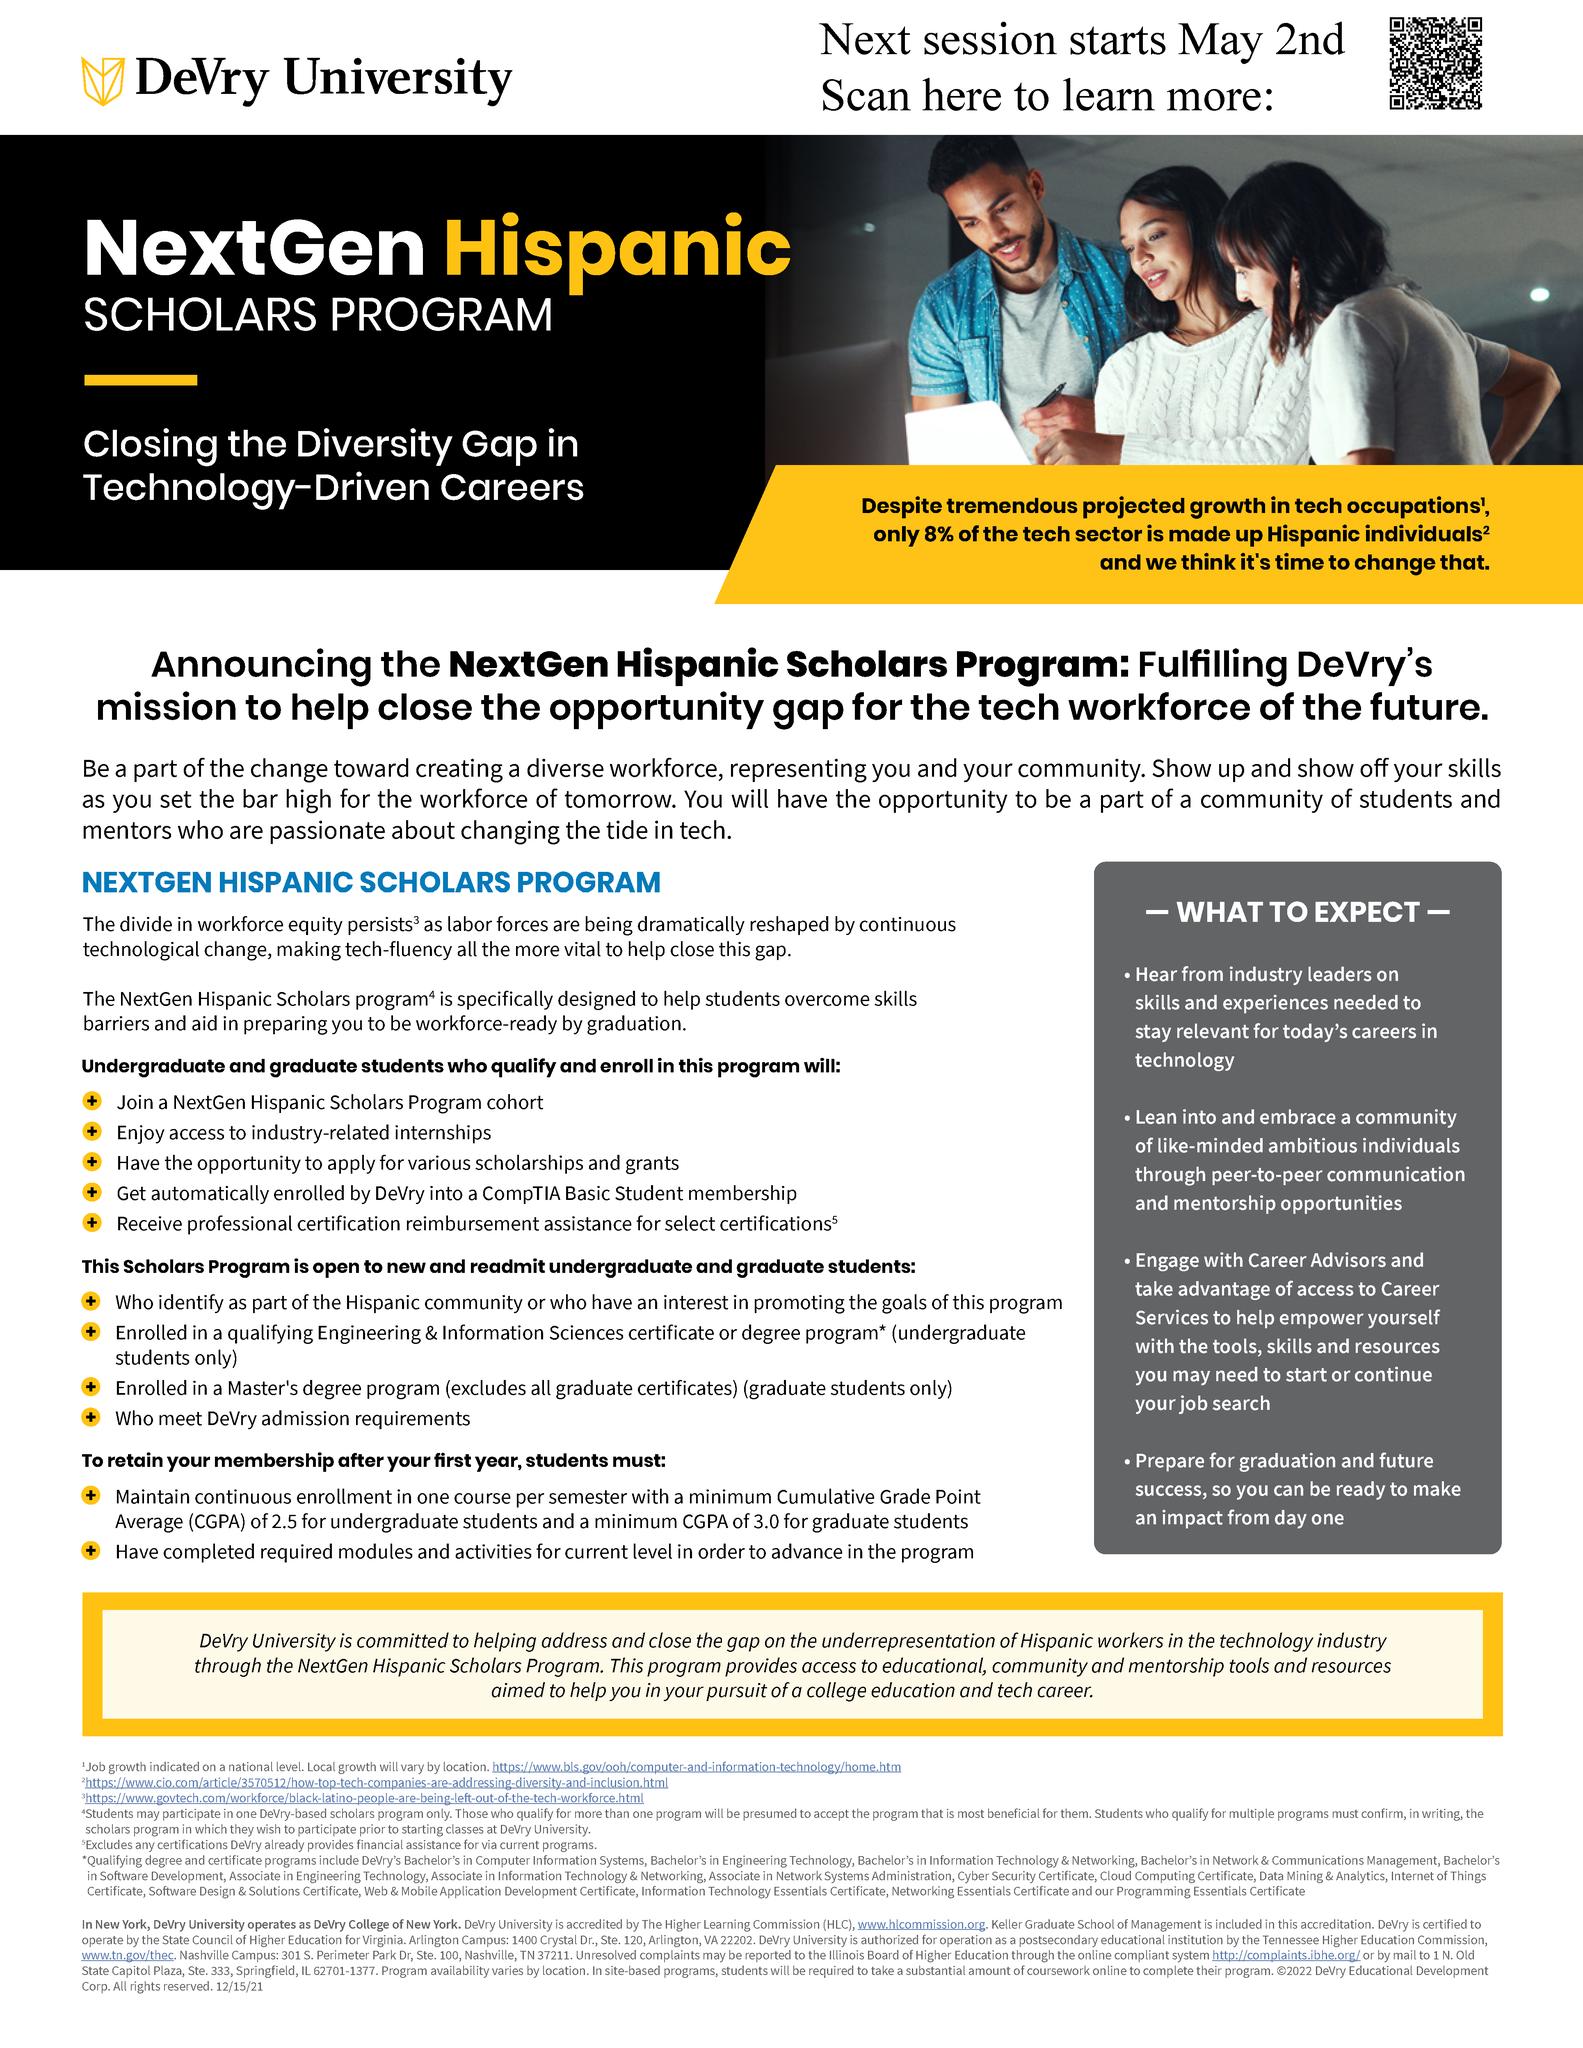 DeVry University
Next session starts May 2nd
Scan here to learn more:
NextGen Hispanic
SCHOLARS PROGRAM
Closing the Diversity Gap in
Technology-Driven Careers
Despite tremendous projected growth in tech occupations¹,
only 8% of the tech sector is made up Hispanic individuals²
and we think it's time to change that.
Announcing the NextGen Hispanic Scholars Program: Fulfilling DeVry's
mission to help close the opportunity gap for the tech workforce of the future.
Be a part of the change toward creating a diverse workforce, representing you and your community. Show up and show off your skills
as you set the bar high for the workforce of tomorrow. You will have the opportunity to be a part of a community of students and
mentors who are passionate about changing the tide in tech.
NEXTGEN HISPANIC SCHOLARS PROGRAM
The divide in workforce equity persists³ as labor forces are being dramatically reshaped by continuous
technological change, making tech-fluency all the more vital to help close this gap.
The NextGen Hispanic Scholars program⁴ is specifically designed to help students overcome skills
barriers and aid in preparing you to be workforce-ready by graduation.
Undergraduate and graduate students who qualify and enroll in this program will:
Join a NextGen Hispanic Scholars Program cohort
Enjoy access to industry-related internships
Have the opportunity to apply for various scholarships and grants
Get automatically enrolled by DeVry into a CompTIA Basic Student membership
Receive professional certification reimbursement assistance for select certifications⁵
This Scholars Program is open to new and readmit undergraduate and graduate students:
Who identify as part of the Hispanic community or who have an interest in promoting the goals of this program
Enrolled in a qualifying Engineering & Information Sciences certificate or degree program* (undergraduate
students only)
Enrolled in a Master's degree program (excludes all graduate certificates) (graduate students only)
Who meet DeVry admission requirements
To retain your membership after your first year, students must:
Maintain continuous enrollment in one course per semester with a minimum Cumulative Grade Point
Average (CGPA) of 2.5 for undergraduate students and a minimum CGPA of 3.0 for graduate students
Have completed required modules and activities for current level in order to advance in the program
— WHAT TO EXPECT —
• Hear from industry leaders on
skills and experiences needed to
stay relevant for today's careers in
technology
• Lean into and embrace a community
of like-minded ambitious individuals
through peer-to-peer communication
and mentorship opportunities
• Engage with Career Advisors and
take advantage of access to Career
Services to help empower yourself
with the tools, skills and resources
you may need to start or continue
your job search
• Prepare for graduation and future
success, so you can be ready to make
an impact from day one
DeVry University is committed to helping address and close the gap on the underrepresentation of Hispanic workers in the technology industry
through the NextGen Hispanic Scholars Program. This program provides access to educational, community and mentorship tools and resources
aimed to help you in your pursuit of a college education and tech career.
¹Job growth indicated on a national level. Local growth will vary by location. https://www.bls.gov/ooh/computer-and-information-technology/home.htm
²https://www.cio.com/article/3570512/how-top-tech-companies-are-addressing-diversity-and-inclusion.html
³https://www.govtech.com/workforce/black-latino-people-are-being-left-out-of-the-tech-workforce.html
⁴Students may participate in one DeVry-based scholars program only. Those who qualify for more than one program will be presumed to accept the program that is most beneficial for them. Students who qualify for multiple programs must confirm, in writing, the
scholars program in which they wish to participate prior to starting classes at DeVry University.
⁵Excludes any certifications DeVry already provides financial assistance for via current programs.
*Qualifying degree and certificate programs include DeVry's Bachelor's in Computer Information Systems, Bachelor's in Engineering Technology, Bachelor's in Information Technology & Networking, Bachelor's in Network & Communications Management, Bachelor's
in Software Development, Associate in Engineering Technology, Associate in Information Technology & Networking, Associate in Network Systems Administration, Cyber Security Certificate, Cloud Computing Certificate, Data Mining & Analytics, Internet of Things
Certificate, Software Design & Solutions Certificate, Web & Mobile Application Development Certificate, Information Technology Essentials Certificate, Networking Essentials Certificate and our Programming Essentials Certificate
In New York, DeVry University operates as DeVry College of New York. DeVry University is accredited by The Higher Learning Commission (HLC), www.hlcommission.org. Keller Graduate School of Management is included in this accreditation. DeVry is certified to
operate by the State Council of Higher Education for Virginia. Arlington Campus: 1400 Crystal Dr., Ste. 120, Arlington, VA 22202. DeVry University is authorized for operation as a postsecondary educational institution by the Tennessee Higher Education Commission,
www.tn.gov/thec. Nashville Campus: 301 S. Perimeter Park Dr, Ste. 100, Nashville, TN 37211. Unresolved complaints may be reported to the Illinois Board of Higher Education through the online compliant system http://complaints.ibhe.org/ or by mail to 1 N. Old
State Capitol Plaza, Ste. 333, Springfield, IL 62701-1377. Program availability varies by location. In site-based programs, students will be required to take a substantial amount of coursework online to complete their program. ©2022 DeVry Educational Development
Corp. All rights reserved. 12/15/21